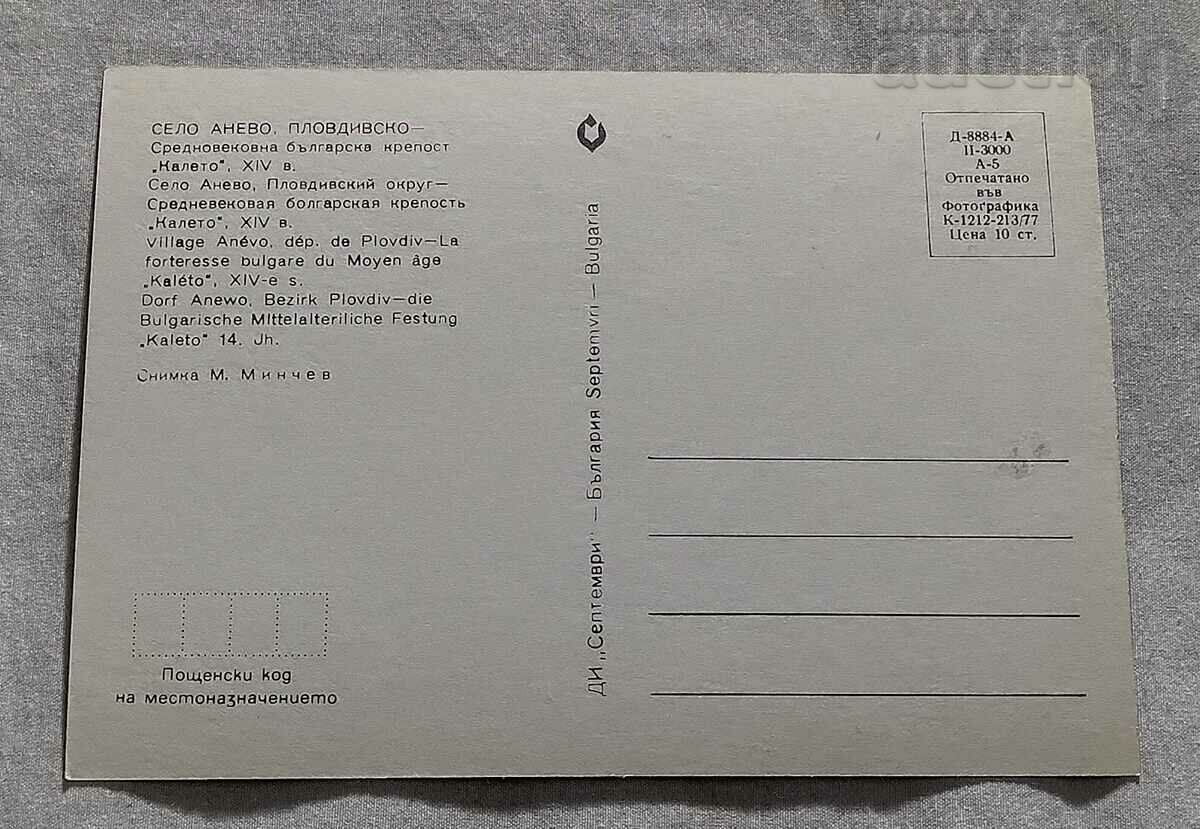 auction
СЕЛО АНЕВО, ПЛОВДИВСКО—
Средновековна българска крепост
„Калето“, XIV в.
Село Анево, Пловдивский округ—
Средневековая болгарская крепость
„Калето“, XIV в.
Village Anévo, dép. de Plovdiv—La
forteresse bulgare du Moyen âge
„Kaléto“, XIV-e s.
Dorf Anewo, Bezirk Plovdiv—die
Bulgarische Mittelalteriliche Festung
„Kaleto“ 14. Jh.
Снимка М. Минчев
Пощенски код
на местоназначението
ДИ „Септември“ — България Septemvri — Bulgaria
Д-8884-А
II-3000
А-5
Отпечатано
във
Фотографика
К-1212-213/77
Цена 10 ст.